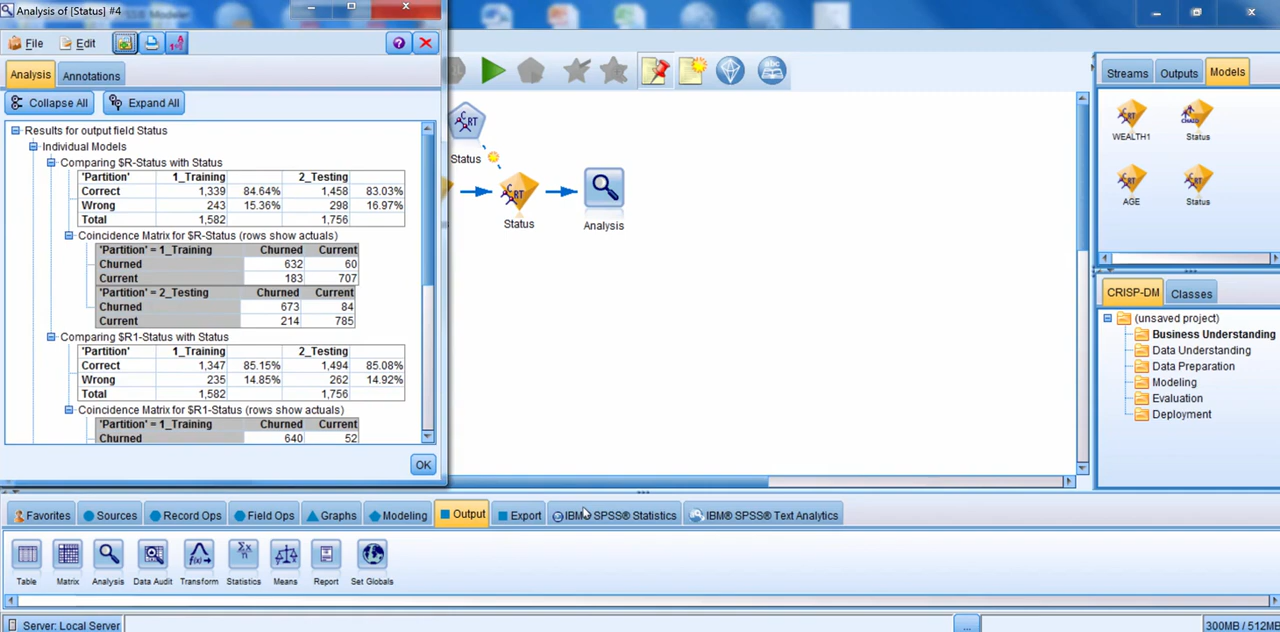 Analysis of [Status] #4
File Edit
Analysis Annotations
Collapse All Expand All
Results for output field Status
Individual Models
Comparing $R-Status with Status
'Partition' 1_Training 2_Testing
Correct 1,339 84.64% 1,458 83.03%
Wrong 243 15.36% 298 16.97%
Total 1,582 1,756
Coincidence Matrix for $R-Status (rows show actuals)
'Partition' = 1_Training Churned Current
Churned 632 60
Current 183 707
'Partition' = 2_Testing Churned Current
Churned 673 84
Current 214 785
Comparing $R1-Status with Status
'Partition' 1_Training 2_Testing
Correct 1,347 85.15% 1,494 85.08%
Wrong 235 14.85% 262 14.92%
Total 1,582 1,756
Coincidence Matrix for $R1-Status (rows show actuals)
'Partition' = 1_Training Churned Current
Churned 640 52
OK
C RT
Status
C RT
Status
Analysis
abc
Streams Outputs Models
C RT
CHAID
WEALTH1 Status
C RT
C RT
AGE Status
CRISP-DM Classes
(unsaved project)
Business Understanding
Data Understanding
Data Preparation
Modeling
Evaluation
Deployment
Favorites Sources Record Ops Field Ops Graphs Modeling Output Export IBM® SPSS® Statistics IBM® SPSS® Text Analytics
Table Matrix Analysis Data Audit Transform Statistics Means Report Set Globals
Server: Local Server
...
300MB / 512MB